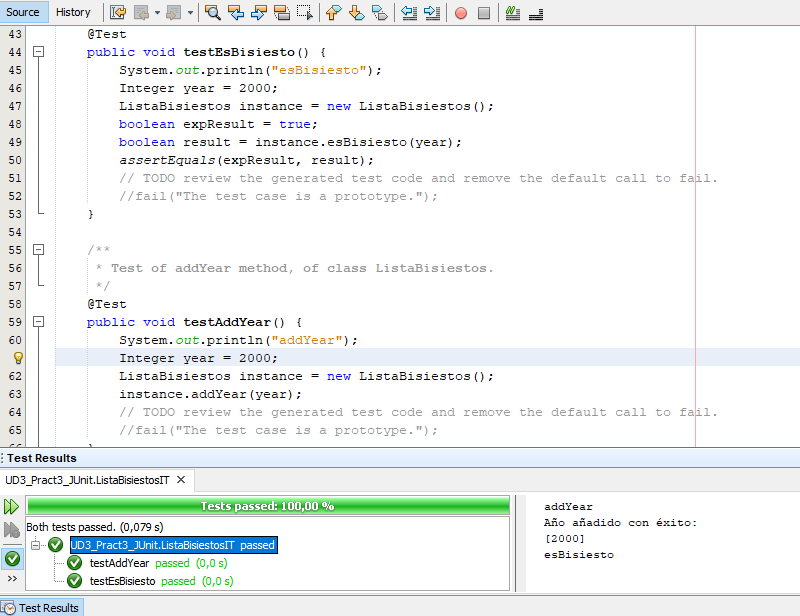 Source History
43 @Test
44 public void testEsBisiesto() {
45 System.out.println("esBisiesto");
46 Integer year = 2000;
47 ListaBisiestos instance = new ListaBisiestos();
48 boolean expResult = true;
49 boolean result = instance.esBisiesto(year);
50 assertEquals(expResult, result);
51 // TODO review the generated test code and remove the default call to fail.
52 //fail("The test case is a prototype.");
53 }
54
55 /**
56 * Test of addYear method, of class ListaBisiestos.
57 */
58 @Test
59 public void testAddYear() {
60 System.out.println("addYear");
Integer year = 2000;
62 ListaBisiestos instance = new ListaBisiestos();
63 instance.addYear(year);
64 // TODO review the generated test code and remove the default call to fail.
65 //fail("The test case is a prototype.");
Test Results
UD3_Pract3_JUnit.ListaBisiestosIT
Tests passed: 100,00 %
Both tests passed. (0,079 s)
UD3_Pract3_JUnit.ListaBisiestosIT passed
testAddYear passed (0,0 s)
testEsBisiesto passed (0,0 s)
addYear
Año añadido con éxito:
[2000]
esBisiesto
Test Results